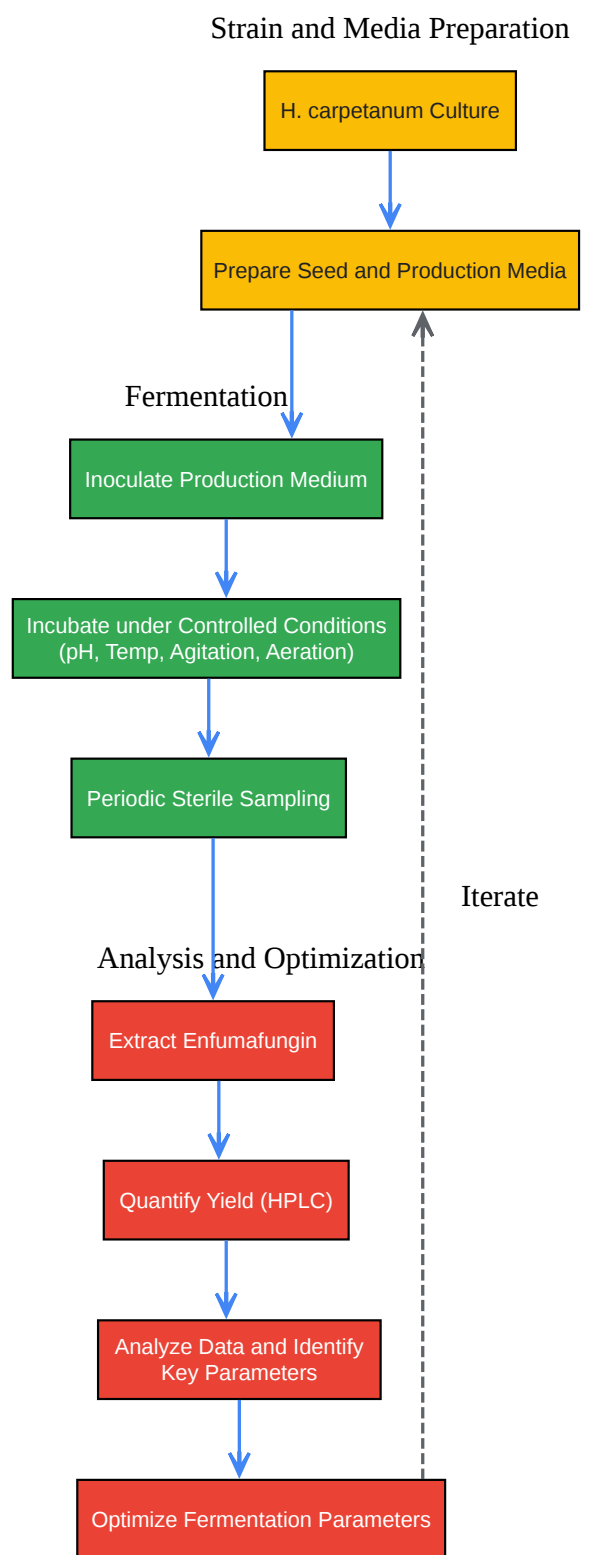 Strain and Media Preparation
H. carpetanum Culture
Prepare Seed and Production Media
Fermentation
Inoculate Production Medium
Incubate under Controlled Conditions
(pH, Temp, Agitation, Aeration)
Periodic Sterile Sampling
Iterate
Analysis and Optimization
Extract Enfumafungin
Quantify Yield (HPLC)
Analyze Data and Identify
Key Parameters
Optimize Fermentation Parameters